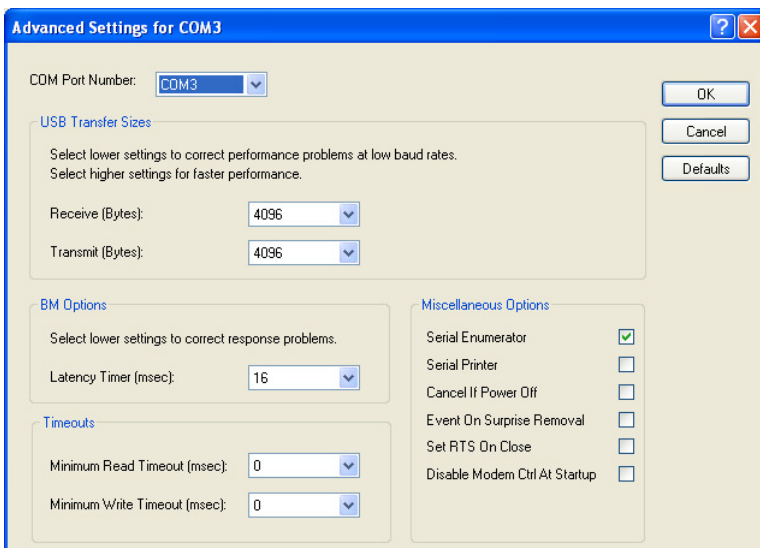 Advanced Settings for COM3
COM Port Number: COM3
OK
Cancel
Defaults
USB Transfer Sizes
Select lower settings to correct performance problems at low baud rates.
Select higher settings for faster performance.
Receive (Bytes): 4096
Transmit (Bytes): 4096
BM Options
Select lower settings to correct response problems.
Latency Timer (msec): 16
Timeouts
Minimum Read Timeout (msec): 0
Minimum Write Timeout (msec): 0
Miscellaneous Options
Serial Enumerator
Serial Printer
Cancel If Power Off
Event On Surprise Removal
Set RTS On Close
Disable Modem Ctrl At Startup